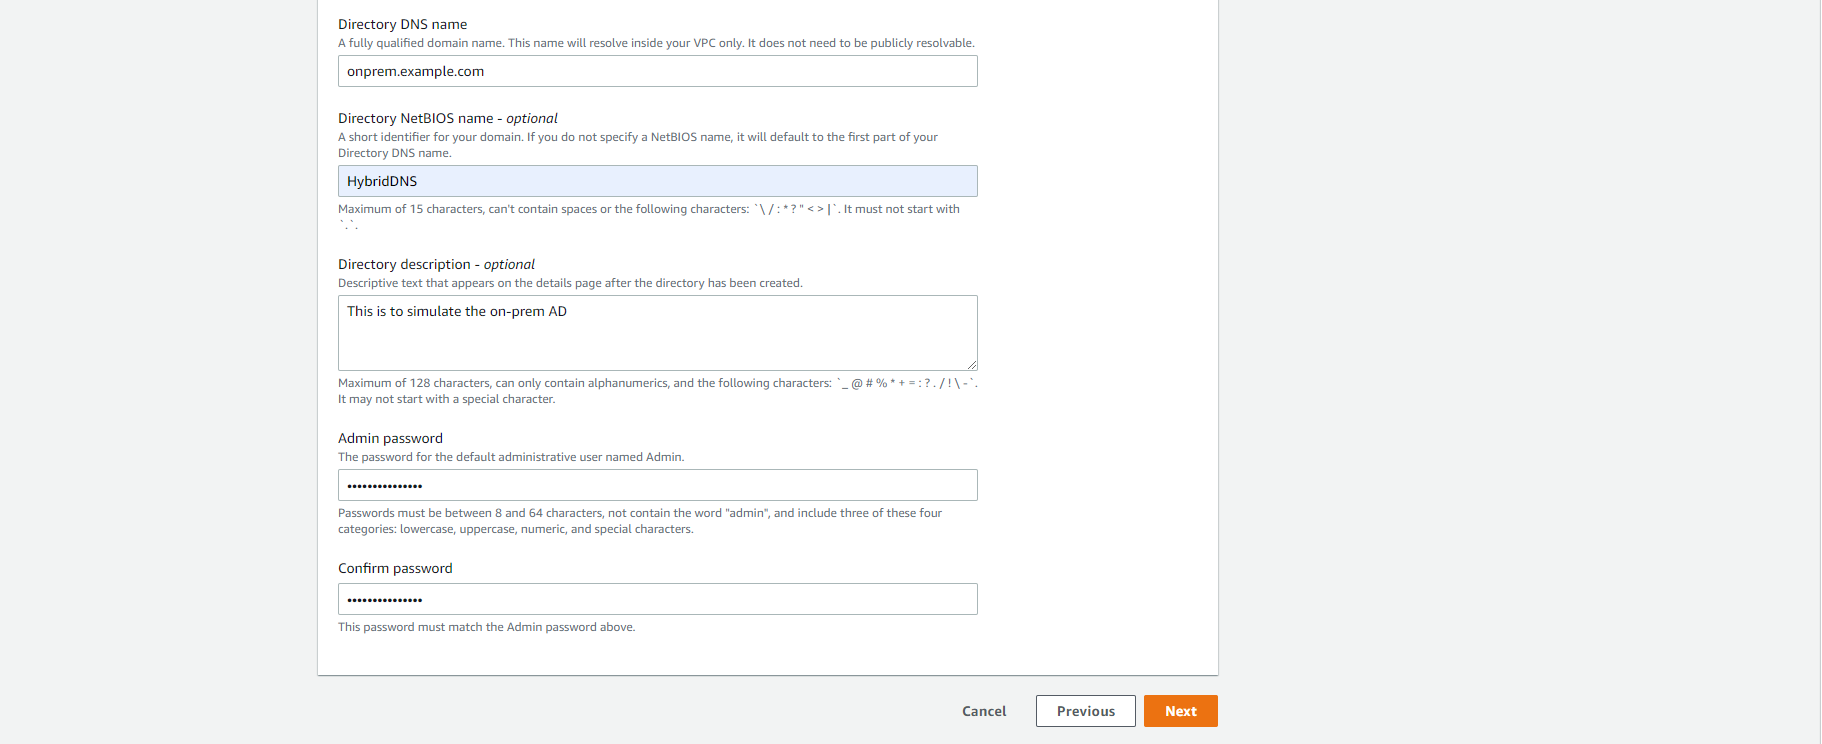 Directory DNS name
A fully qualified domain name. This name will resolve inside your VPC only. It does not need to be publicly resolvable.
onprem.example.com
Directory NetBIOS name - optional
A short identifier for your domain. If you do not specify a NetBIOS name, it will default to the first part of your
Directory DNS name.
HybridDNS
Maximum of 15 characters, can't contain spaces or the following characters: `\ / : * ? " < > |`. It must not start with
`.`.
Directory description - optional
Descriptive text that appears on the details page after the directory has been created.
This is to simulate the on-prem AD
Maximum of 128 characters, can only contain alphanumerics, and the following characters: `_ @ # % * + = : ? . / ! \ -`.
It may not start with a special character.
Admin password
The password for the default administrative user named Admin.
•••••••••••••••
Passwords must be between 8 and 64 characters, not contain the word "admin", and include three of these four
categories: lowercase, uppercase, numeric, and special characters.
Confirm password
•••••••••••••••
This password must match the Admin password above.
Cancel Previous Next